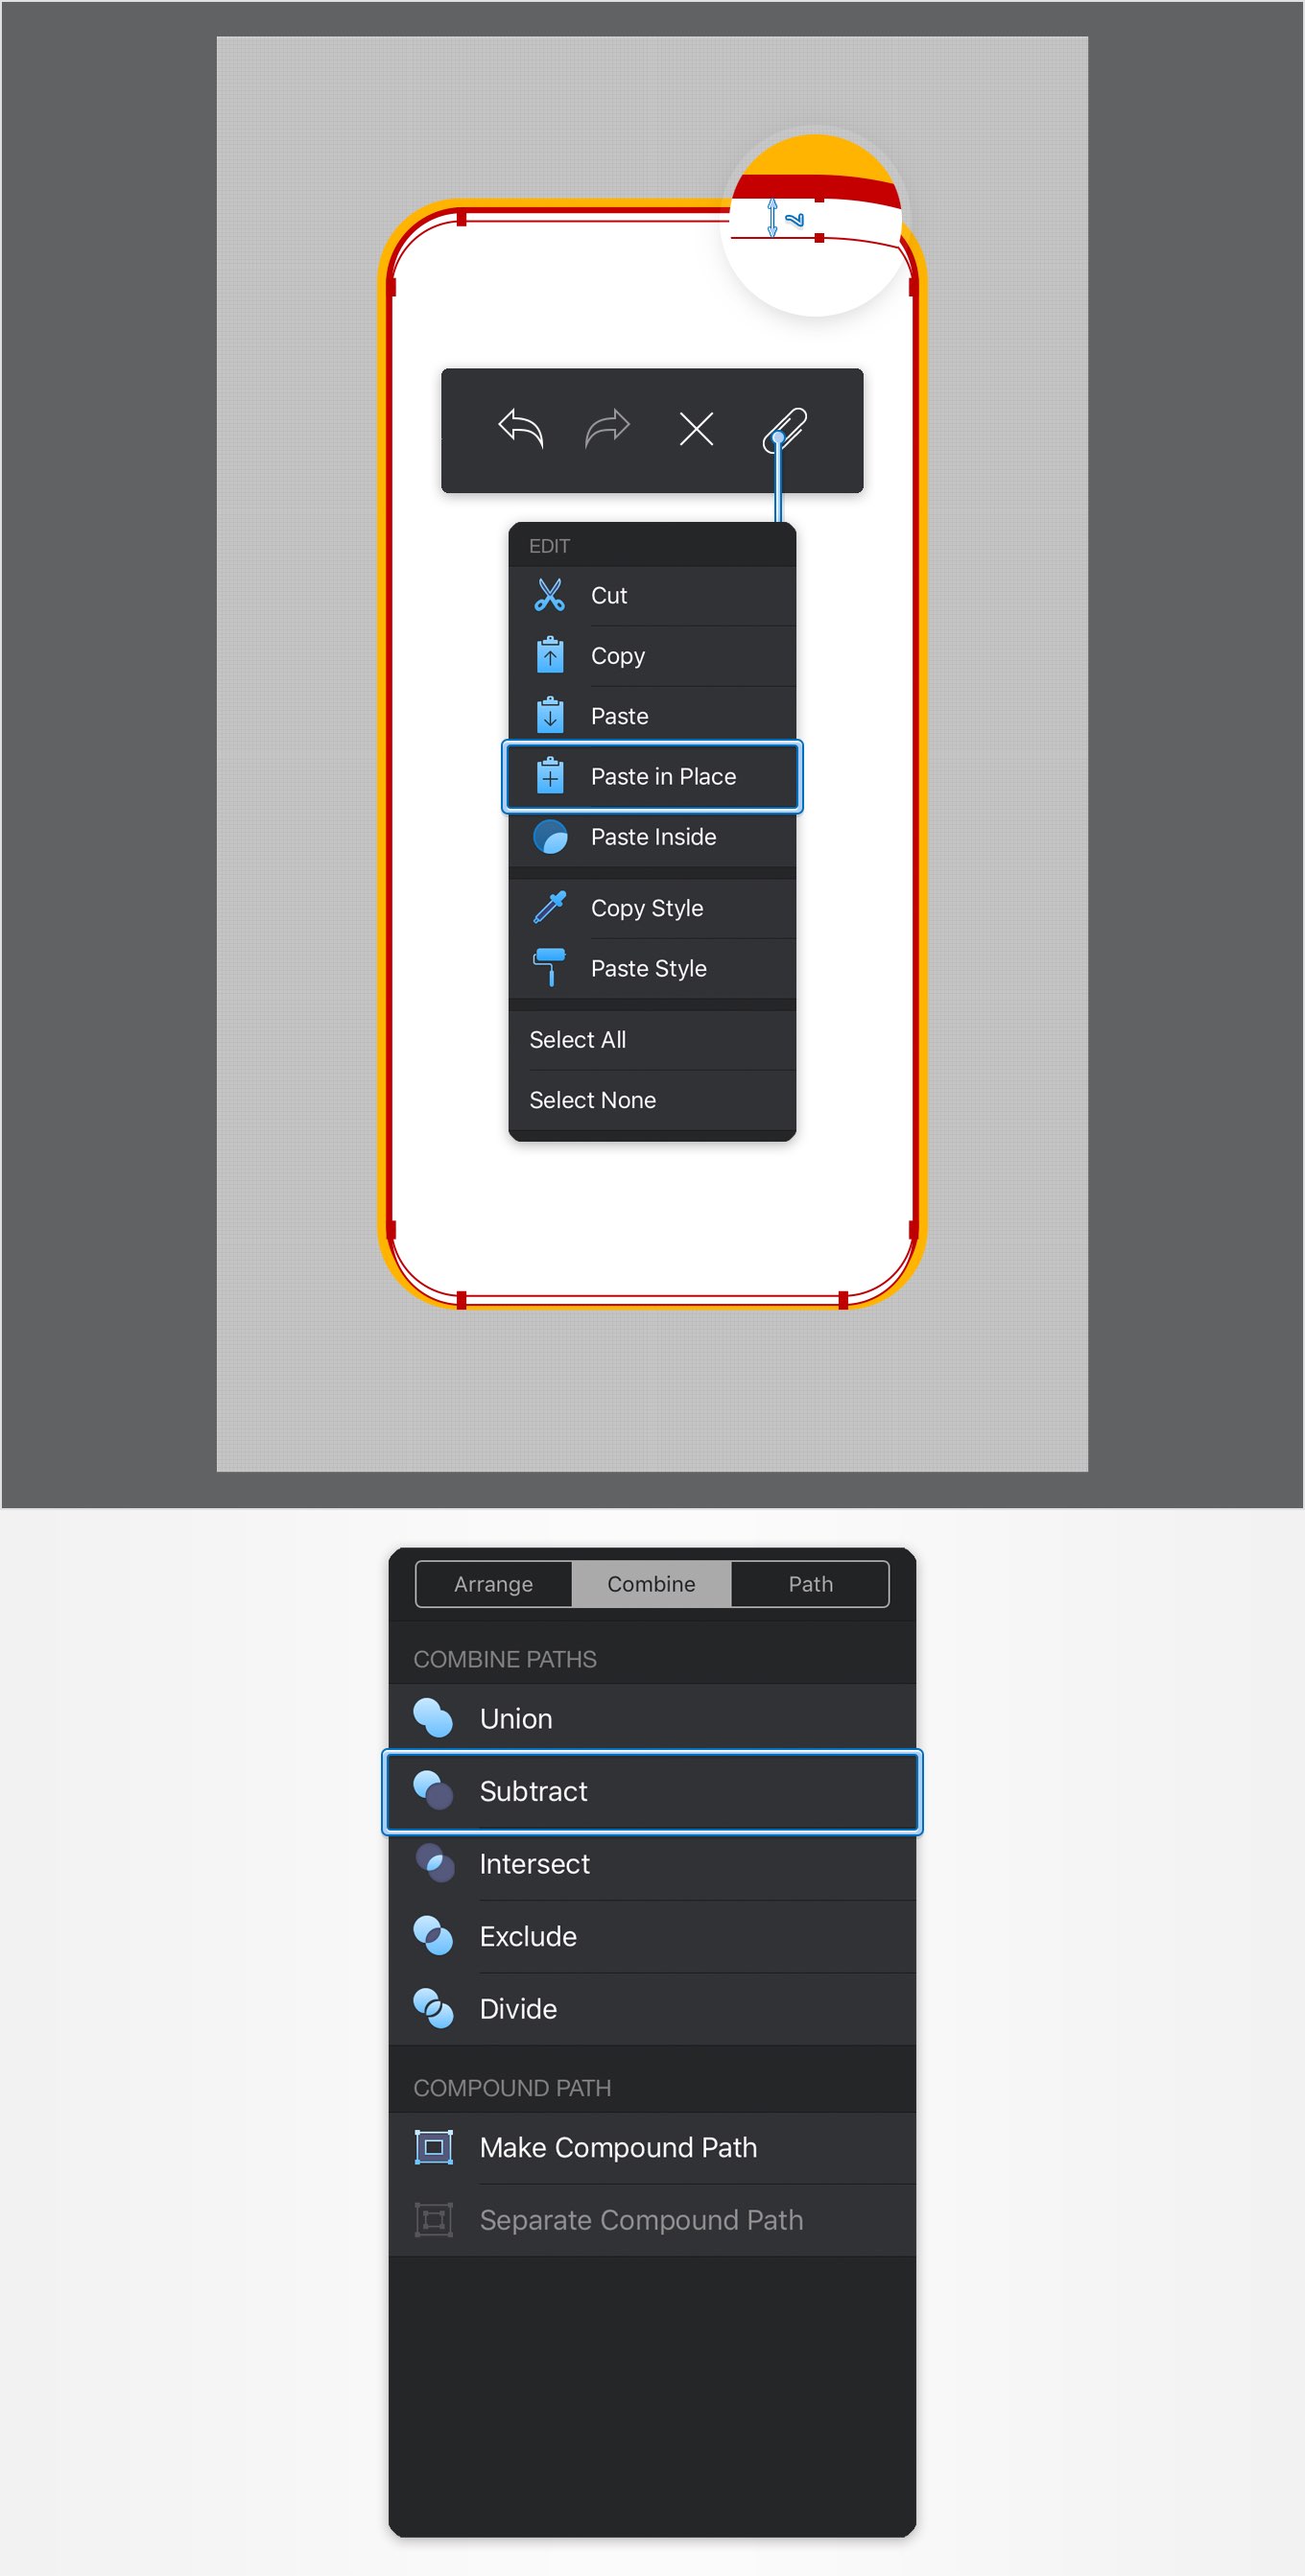 2
EDIT
Cut
Copy
Paste
Paste in Place
Paste Inside
Copy Style
Paste Style
Select All
Select None
Arrange Combine Path
COMBINE PATHS
Union
Subtract
Intersect
Exclude
Divide
COMPOUND PATH
Make Compound Path
Separate Compound Path